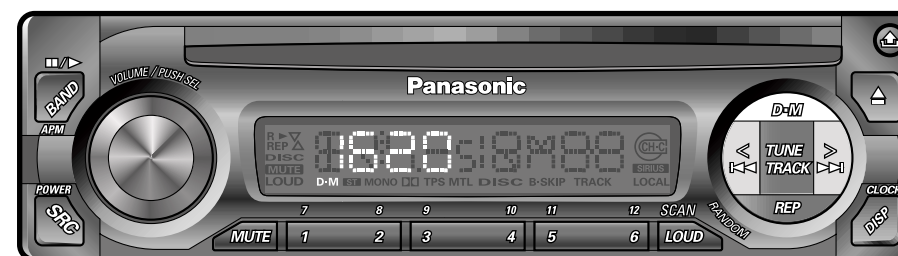 VOLUME / PUSH SEL
BAND
APM
Panasonic
D·M
R
REP
DISC
MUTE
LOUD
1520
CH·C
SIRIUS
D·M ST MONO TPS MTL DISC B·SKIP TRACK LOCAL
TUNE
TRACK
REP
POWER
SRC
7 8 9 10 11 12 SCAN
RANDOM
CLOCK
DISP
MUTE 1 2 3 4 5 6 LOUD